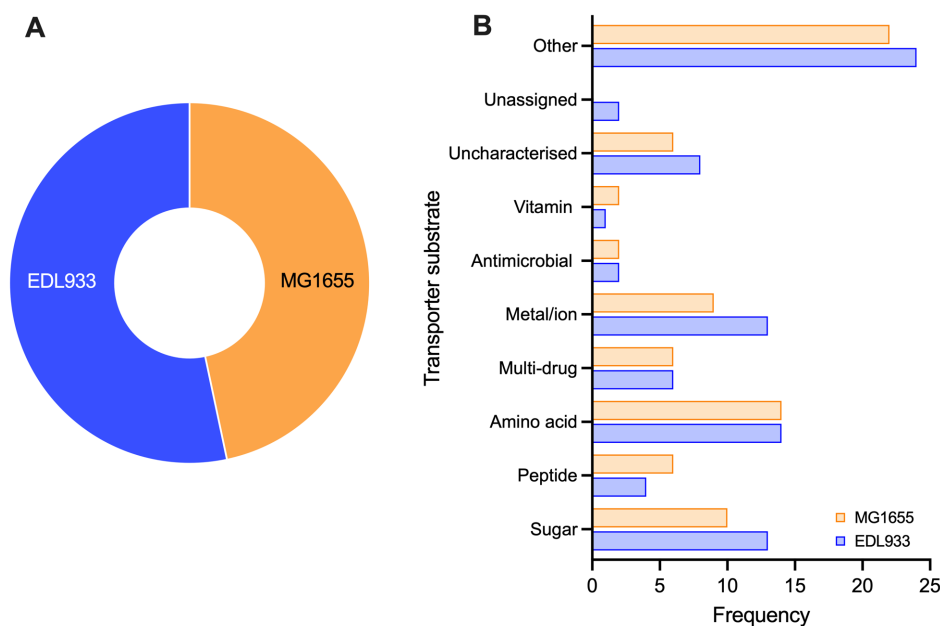 A
EDL933
MG1655
B
Transporter substrate
Other
Unassigned
Uncharacterised
Vitamin
Antimicrobial
Metal/ion
Multi-drug
Amino acid
Peptide
Sugar
MG1655
EDL933
0 5 10 15 20 25
Frequency